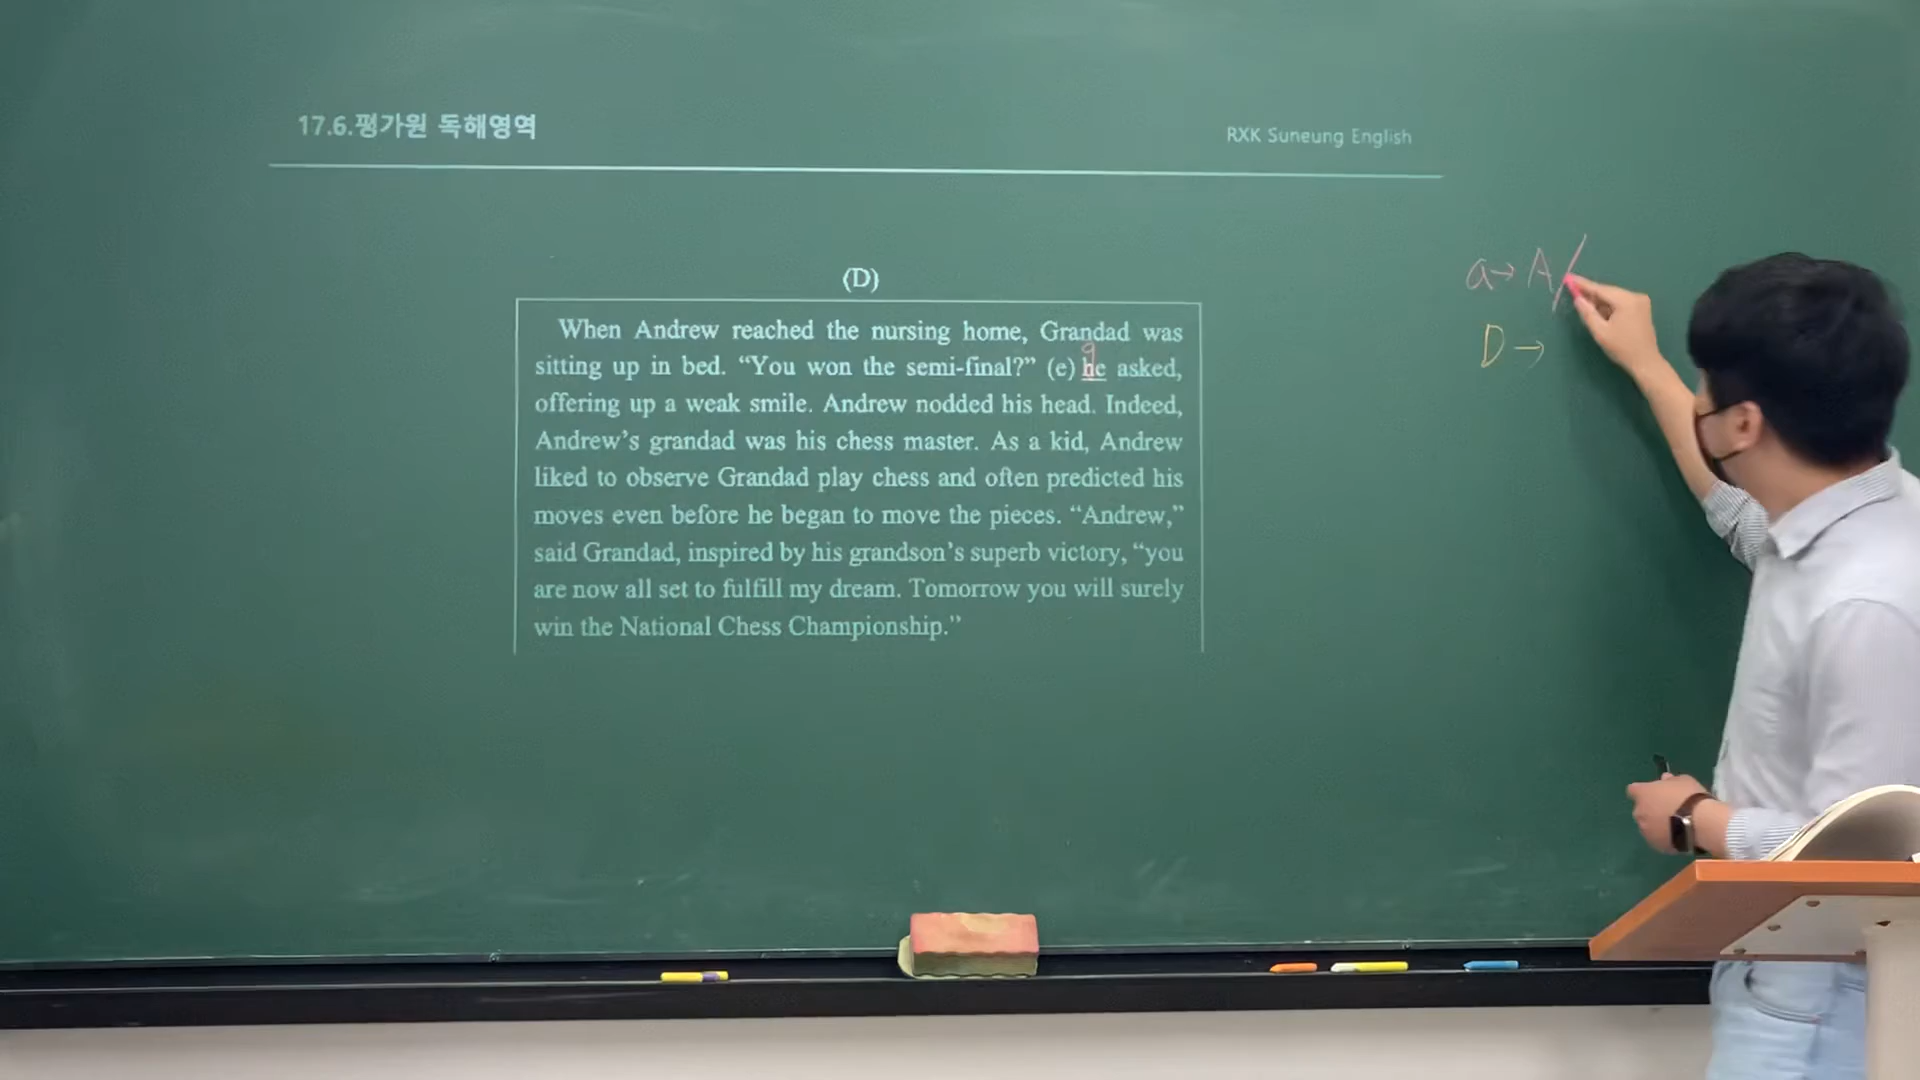 17.6.평가원 독해영역
RXK Suneung English
(D)
When Andrew reached the nursing home, Grandad was
sitting up in bed. “You won the semi-final?” (e) he asked,
offering up a weak smile. Andrew nodded his head. Indeed,
Andrew’s grandad was his chess master. As a kid, Andrew
liked to observe Grandad play chess and often predicted his
moves even before he began to move the pieces. “Andrew,”
said Grandad, inspired by his grandson’s superb victory, “you
are now all set to fulfill my dream. Tomorrow you will surely
win the National Chess Championship.”
g
a→ A/
D→